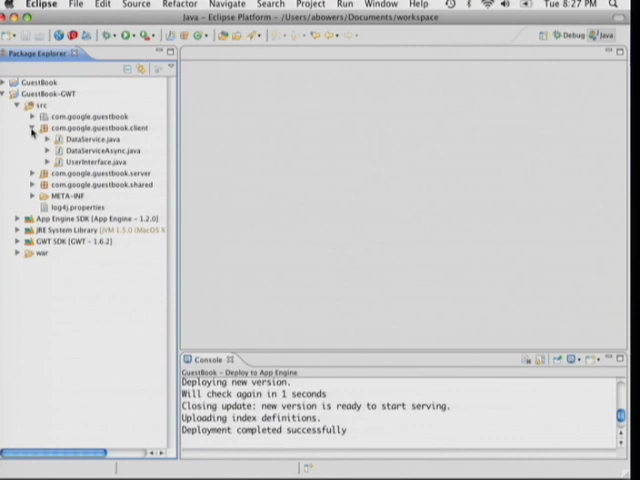 Eclipse File Edit Source Refactor Navigate Search Project Run Window Help Tue 8:27 PM
Java - Eclipse Platform - /Users/abowers/Documents/workspace
Debug Java
Package Explorer
GuestBook
GuestBook-GWT
src
com.google.guestbook
com.google.guestbook.client
DataService.java
DataServiceAsync.java
UserInterface.java
com.google.guestbook.server
com.google.guestbook.shared
META-INF
log4j.properties
App Engine SDK [App Engine - 1.2.0]
JRE System Library [JVM 1.5.0 (MacOS X
GWT SDK [GWT - 1.6.2]
war
Console
GuestBook - Deploy to App Engine
Deploying new version.
Will check again in 1 seconds
Closing update: new version is ready to start serving.
Uploading index definitions.
Deployment completed successfully